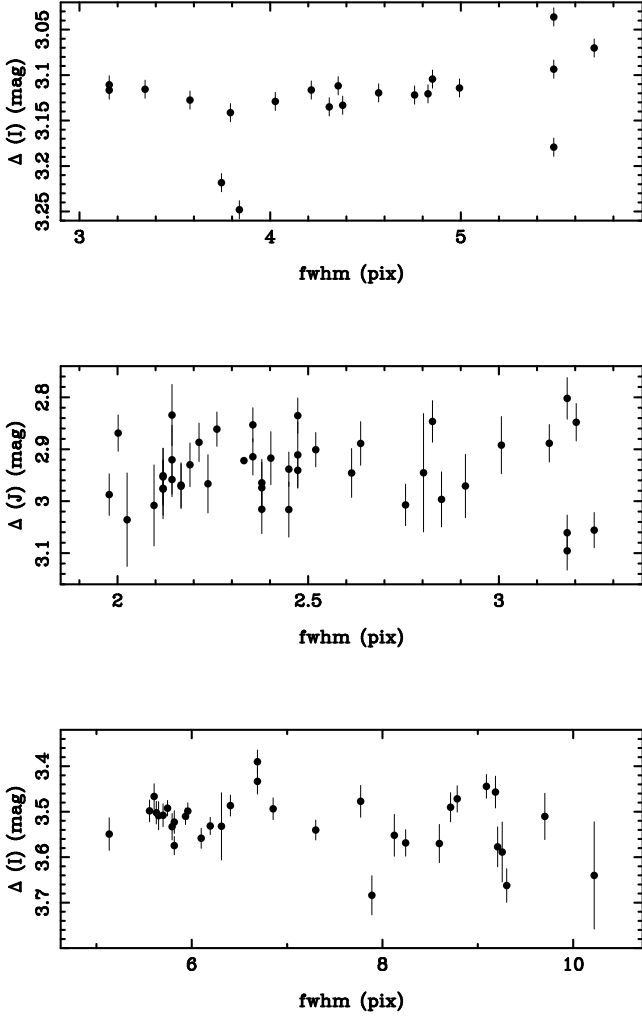 3.05
3.1
3.15
3.2
3.25
Δ (I) (mag)
3 4 5
fwhm (pix)
2.8
2.9
3
3.1
Δ (J) (mag)
2 2.5 3
fwhm (pix)
3.4
3.5
3.6
3.7
Δ (I) (mag)
6 8 10
fwhm (pix)